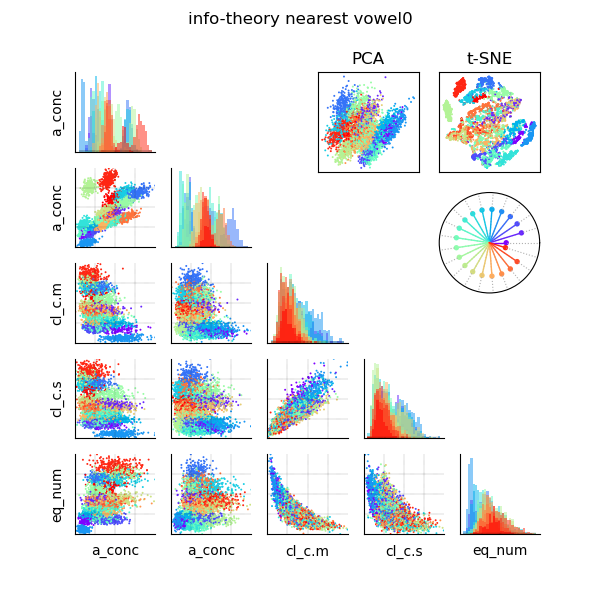 info-theory nearest vowel0
PCA
t-SNE
a_conc
a_conc
cl_c.m
cl_c.s
eq_num
a_conc
a_conc
cl_c.m
cl_c.s
eq_num